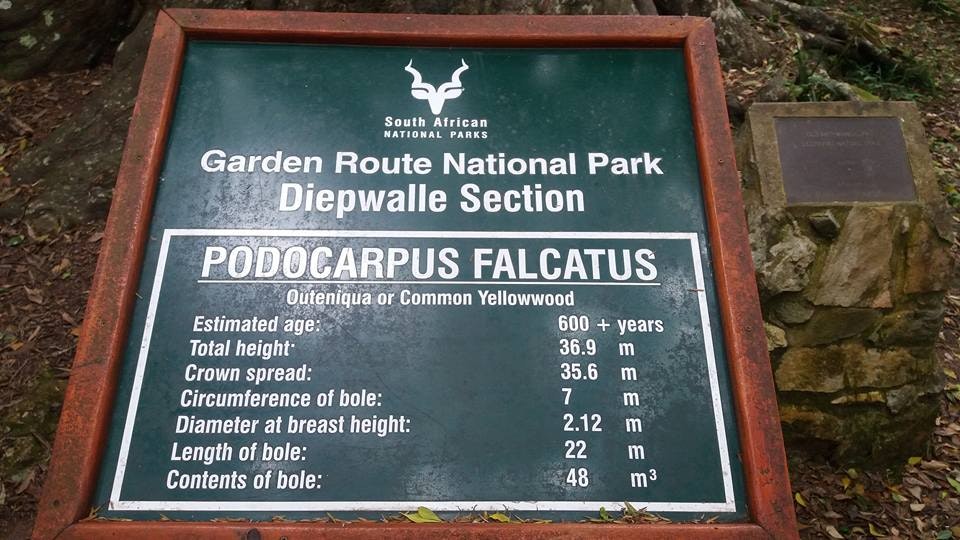 South African
NATIONAL PARKS
Garden Route National Park
Diepwalle Section
PODOCARPUS FALCATUS
Outeniqua or Common Yellowwood
Estimated age: 600 + years
Total height: 36.9 m
Crown spread: 35.6 m
Circumference of bole: 7 m
Diameter at breast height: 2.12 m
Length of bole: 22 m
Contents of bole: 48 m³